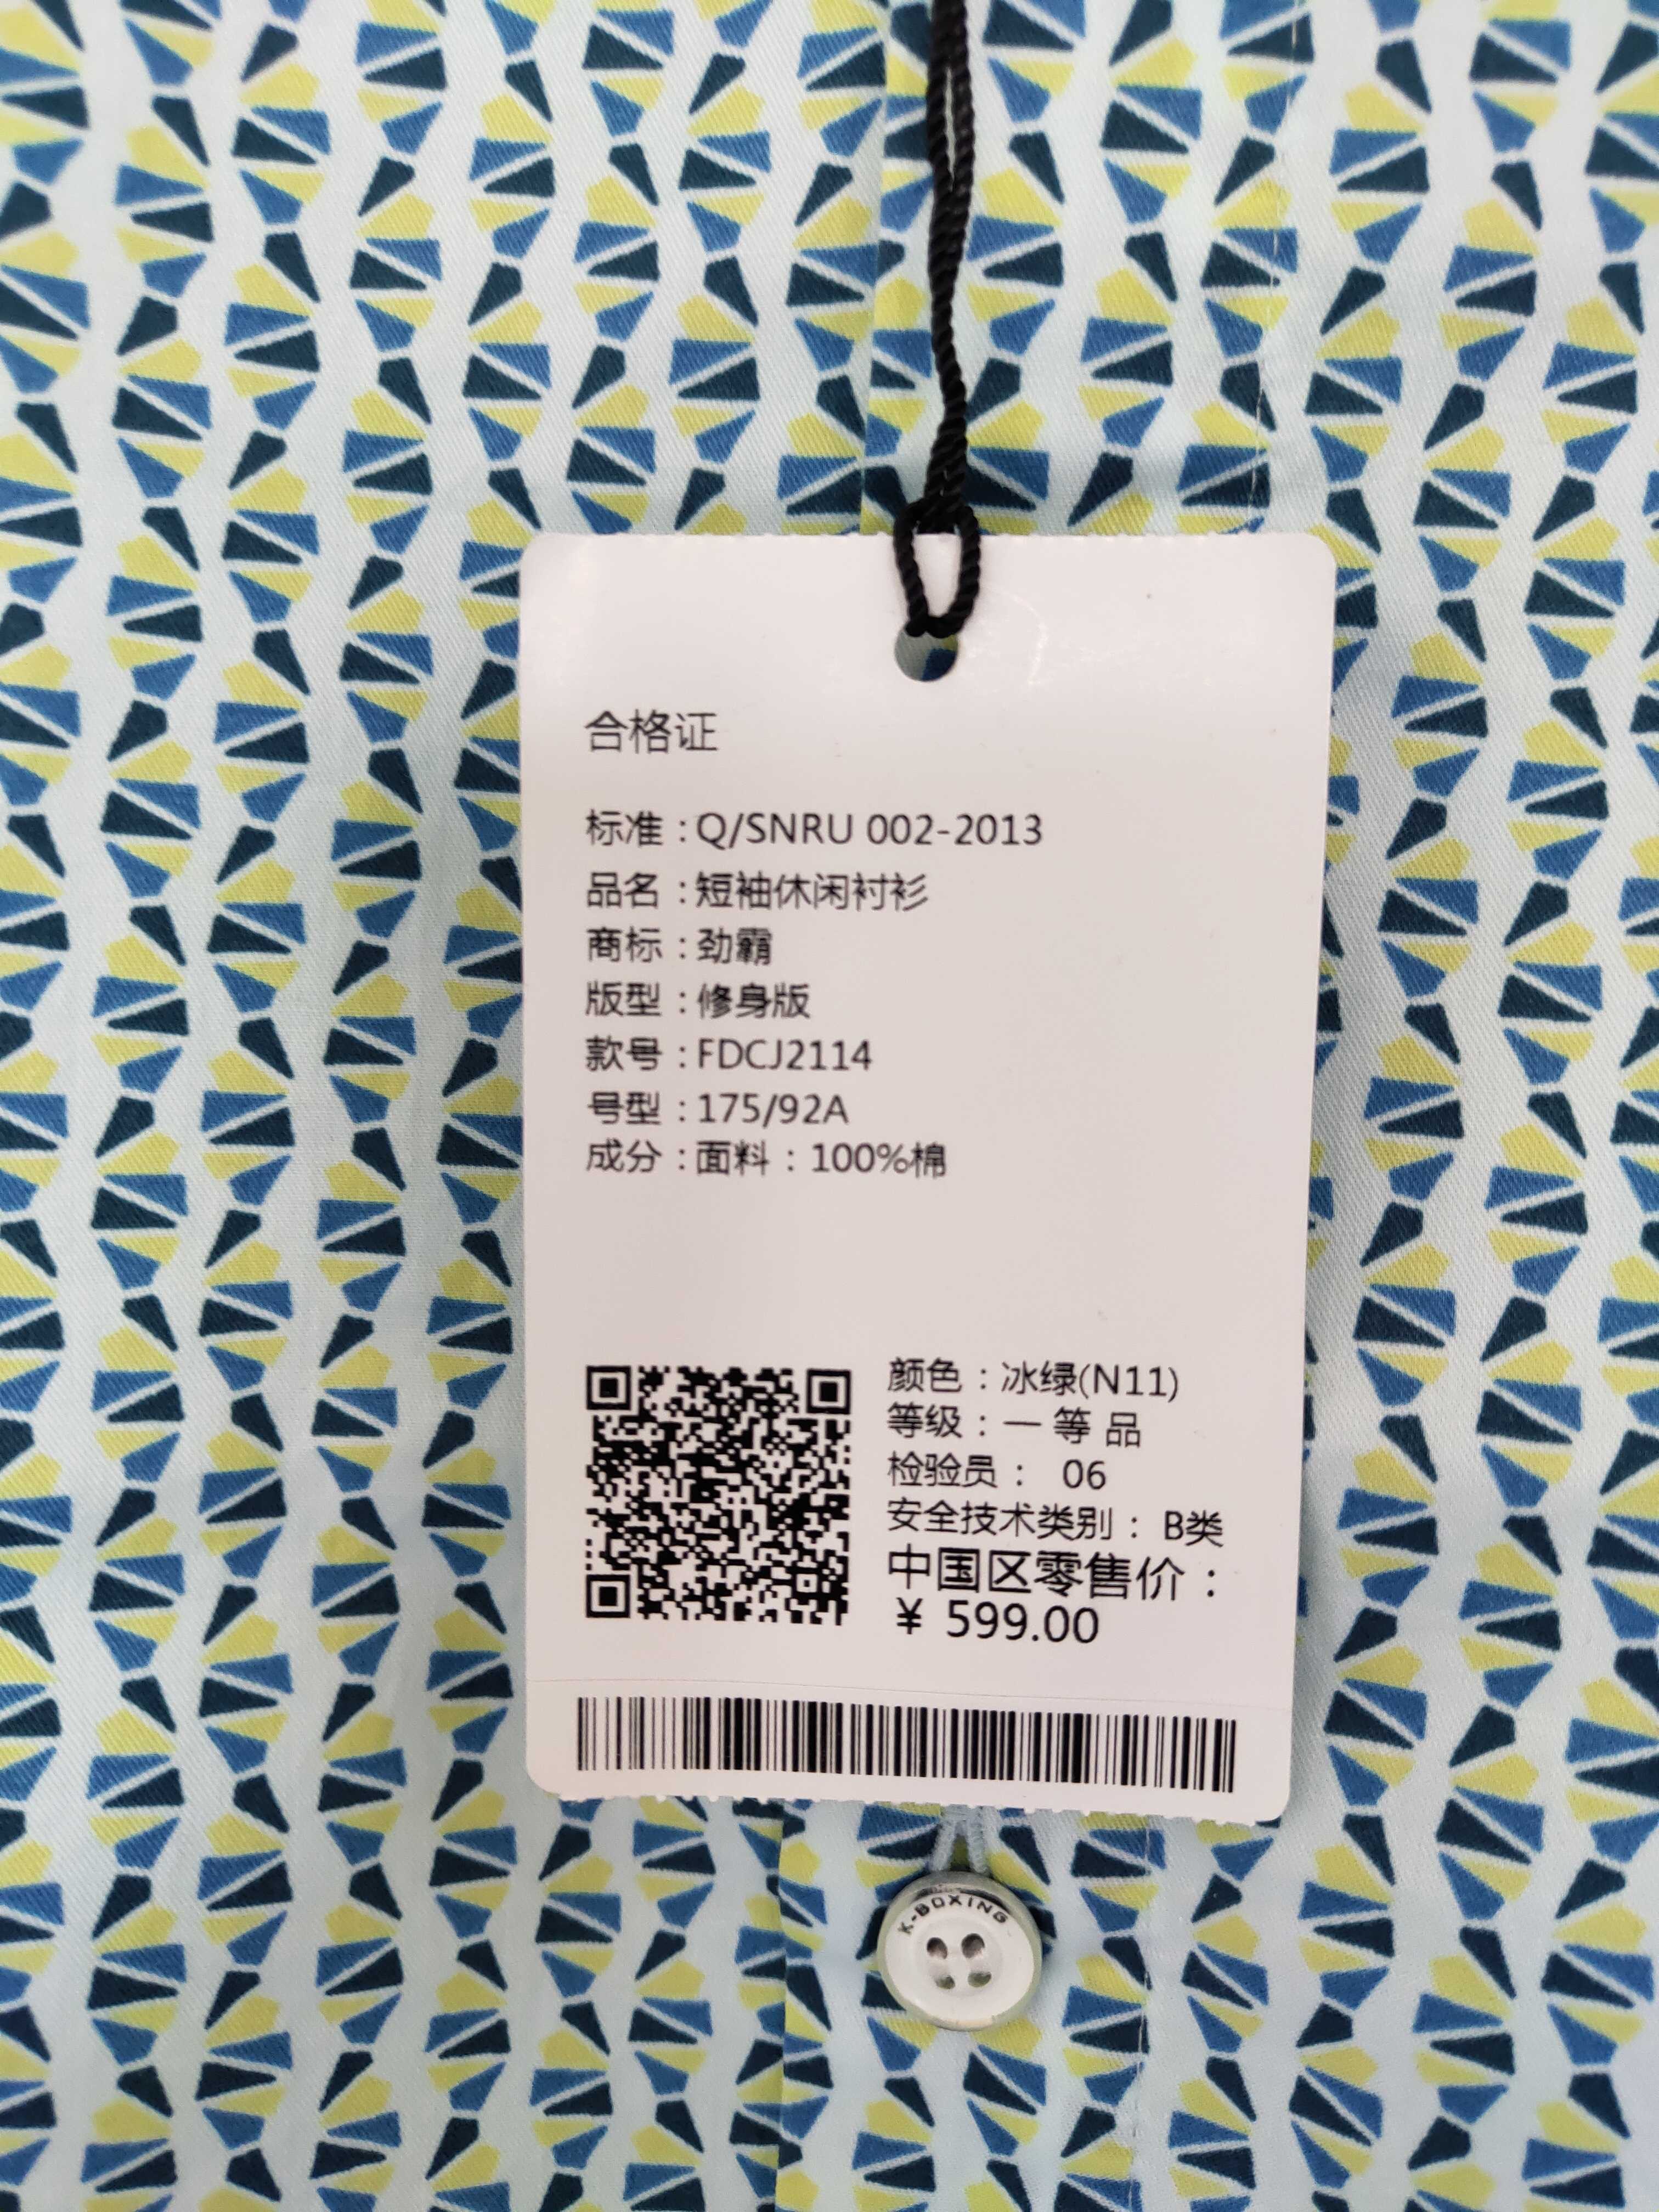 合格证
标准：Q/SNRU 002-2013
品名：短袖休闲衬衫
商标：劲霸
版型：修身版
款号：FDCJ2114
号型：175/92A
成分：面料：100%棉
颜色：冰绿(N11)
等级：一 等 品
检验员： 06
安全技术类别： B类
中国区零售价：
¥ 599.00
K-BOXING